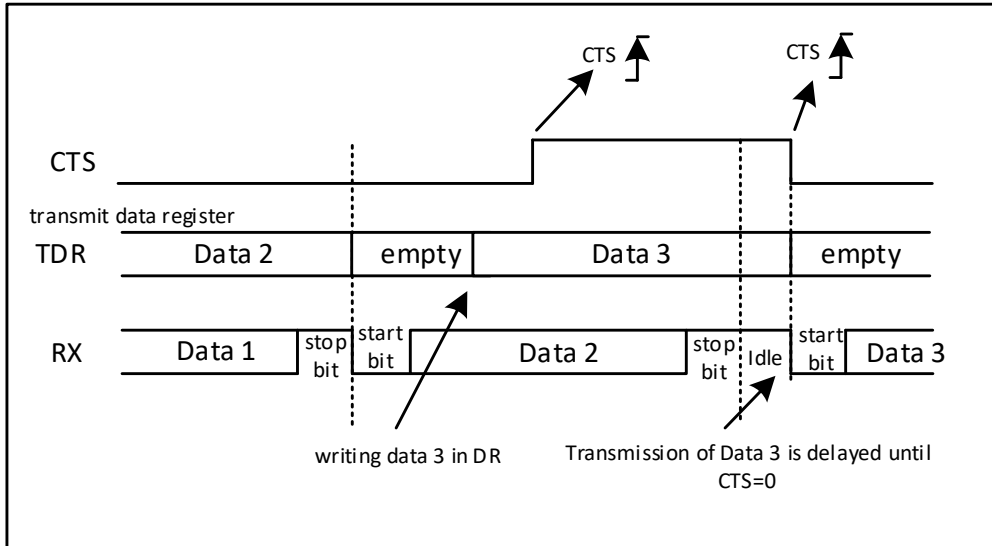 CTS
CTS
CTS
transmit data register
TDR
Data 2
empty
Data 3
empty
RX
Data 1
stop
bit
start
bit
Data 2
stop
bit
Idle
start
bit
Data 3
writing data 3 in DR
Transmission of Data 3 is delayed until
CTS=0